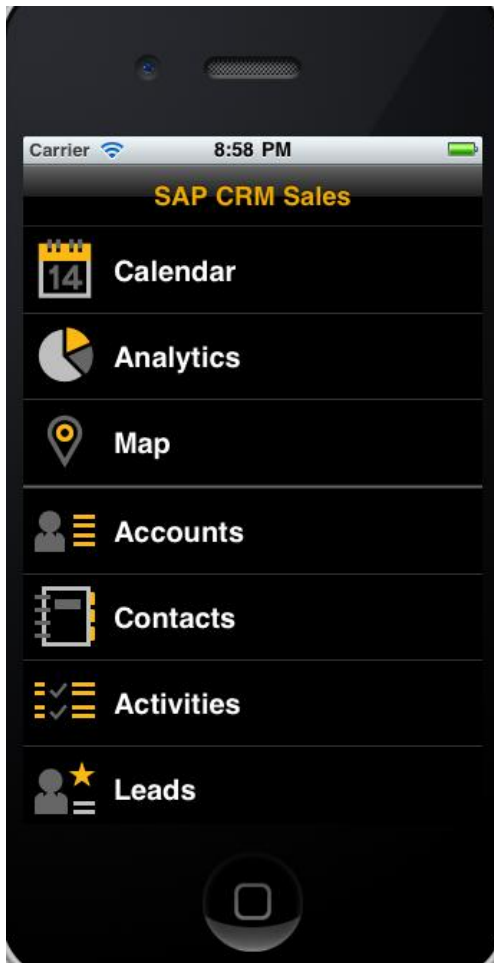 Carrier 8:58 PM
SAP CRM Sales
14
Calendar
Analytics
Map
Accounts
Contacts
Activities
Leads